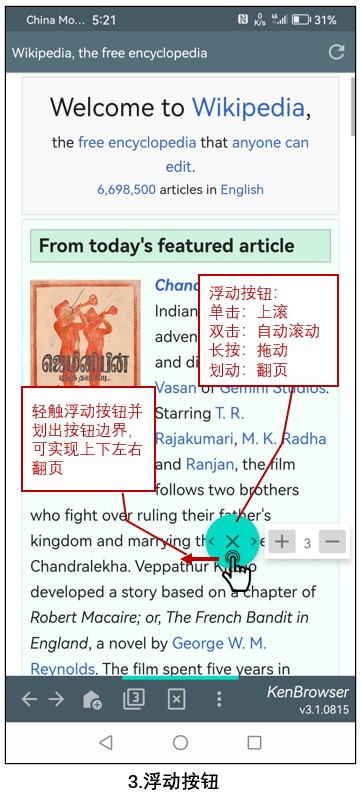 China Mo... 5:21 0 K/s 31%
Wikipedia, the free encyclopedia
Welcome to Wikipedia,
the free encyclopedia that anyone can
edit.
6,698,500 articles in English
From today's featured article
ஜெமினியின்
Chand
Indian
adven
and di
Vasan of Gemini Studios.
Starring T. R.
Rajakumari, M. K. Radha
and Ranjan, the film
follows two brothers
who fight over ruling their father's
kingdom and marrying th
Chandralekha. Veppathur K o
developed a story based on a chapter of
Robert Macaire; or, The French Bandit in
England, a novel by George W. M.
Reynolds. The film spent five years in
浮动按钮：
单击：上滚
双击：自动滚动
长按：拖动
划动：翻页
轻触浮动按钮并
划出按钮边界，
可实现上下左右
翻页
3
3
KenBrowser
v3.1.0815
3.浮动按钮